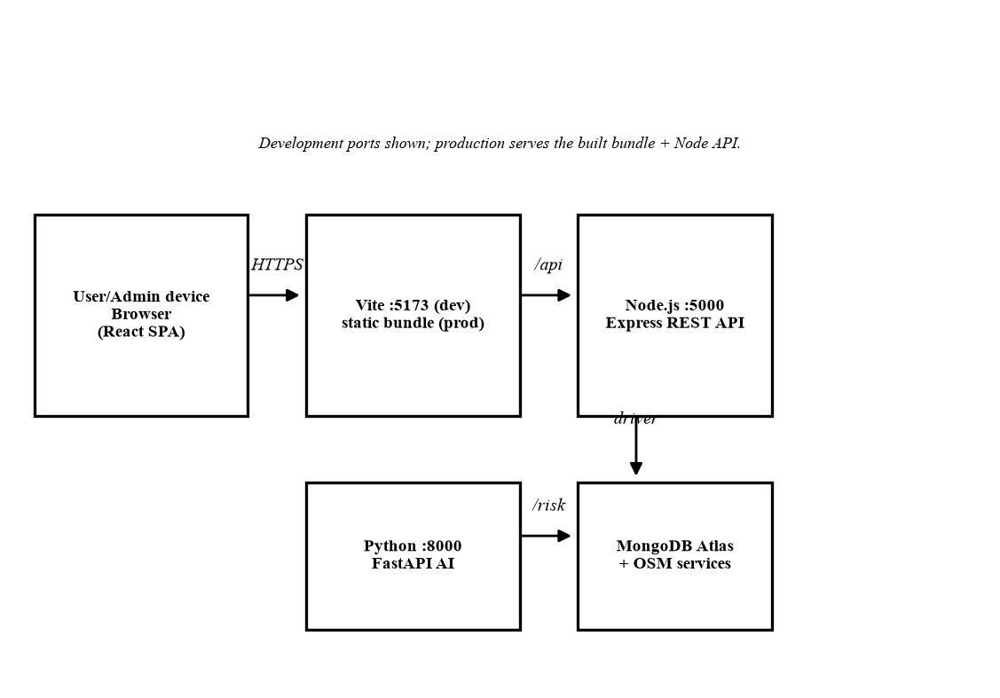 Development ports shown; production serves the built bundle + Node API.
User/Admin device
Browser
(React SPA)
HTTPS
Vite :5173 (dev)
static bundle (prod)
/api
Node.js :5000
Express REST API
driver
Python :8000
FastAPI AI
/risk
MongoDB Atlas
+ OSM services